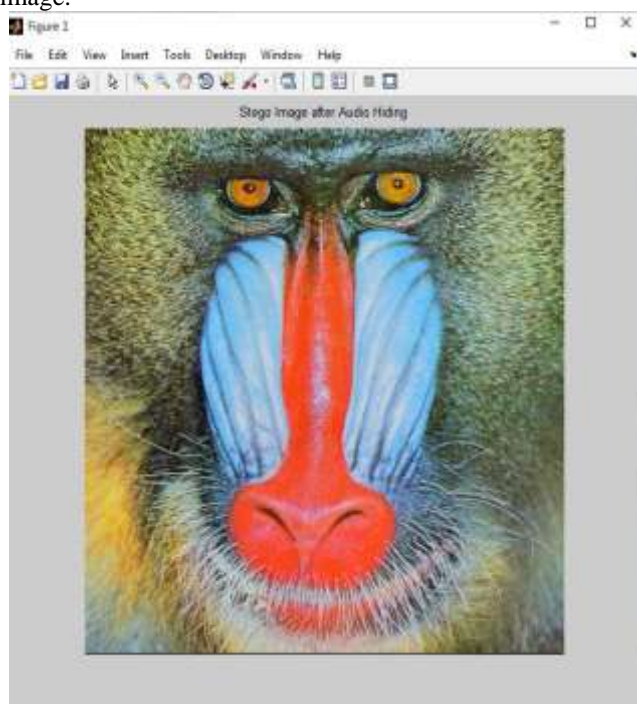 image.
Figure 1
File Edit View Insert Tools Desktop Window Help
Stego Image after Audio Hiding